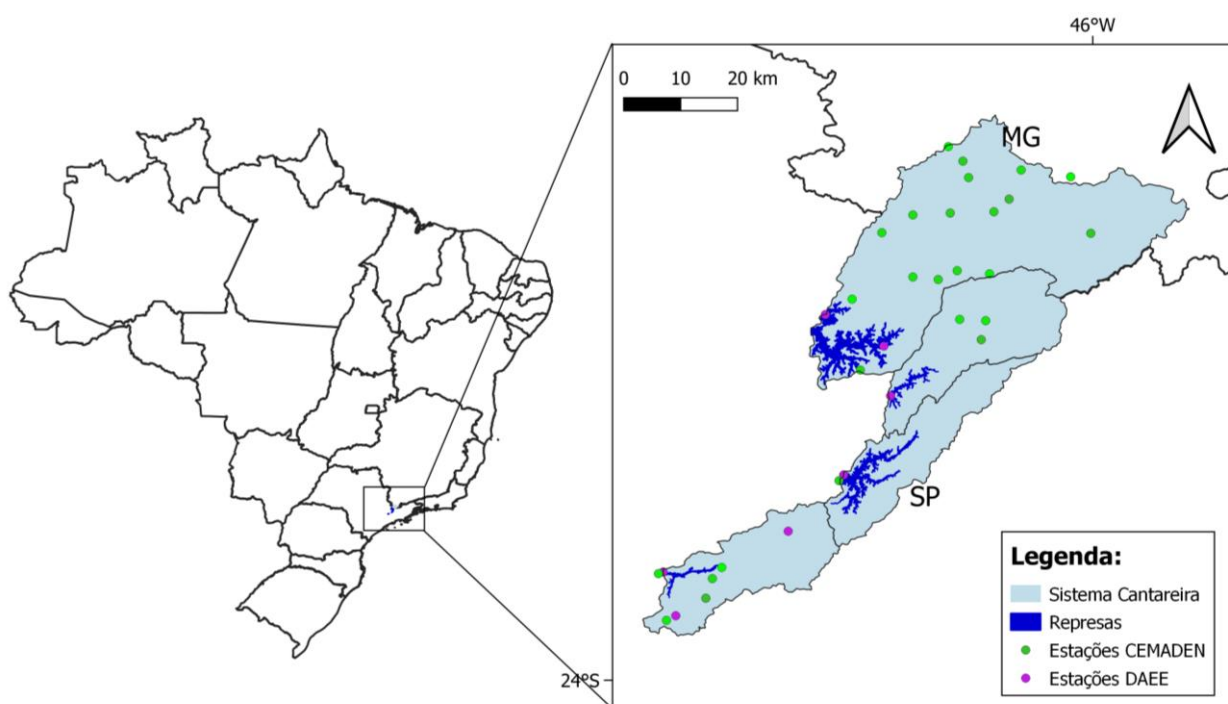 46°W
0 10 20 km
MG
SP
24°S
Legenda:
Sistema Cantareira
Represas
Estações CEMADEN
Estações DAEE